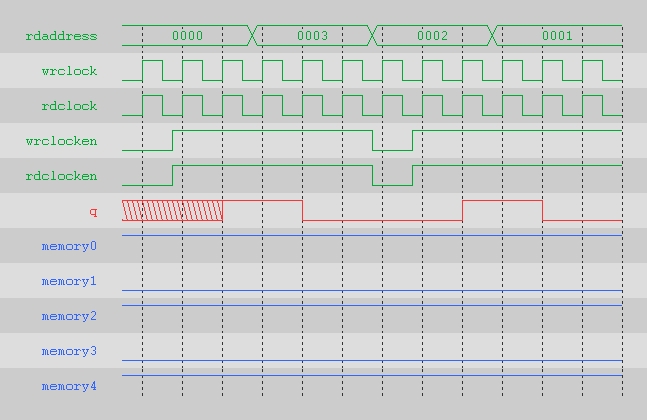 rdaddress 0000 0003 0002 0001
wrclock
rdclock
wrclocken
rdclocken
q
memory0
memory1
memory2
memory3
memory4